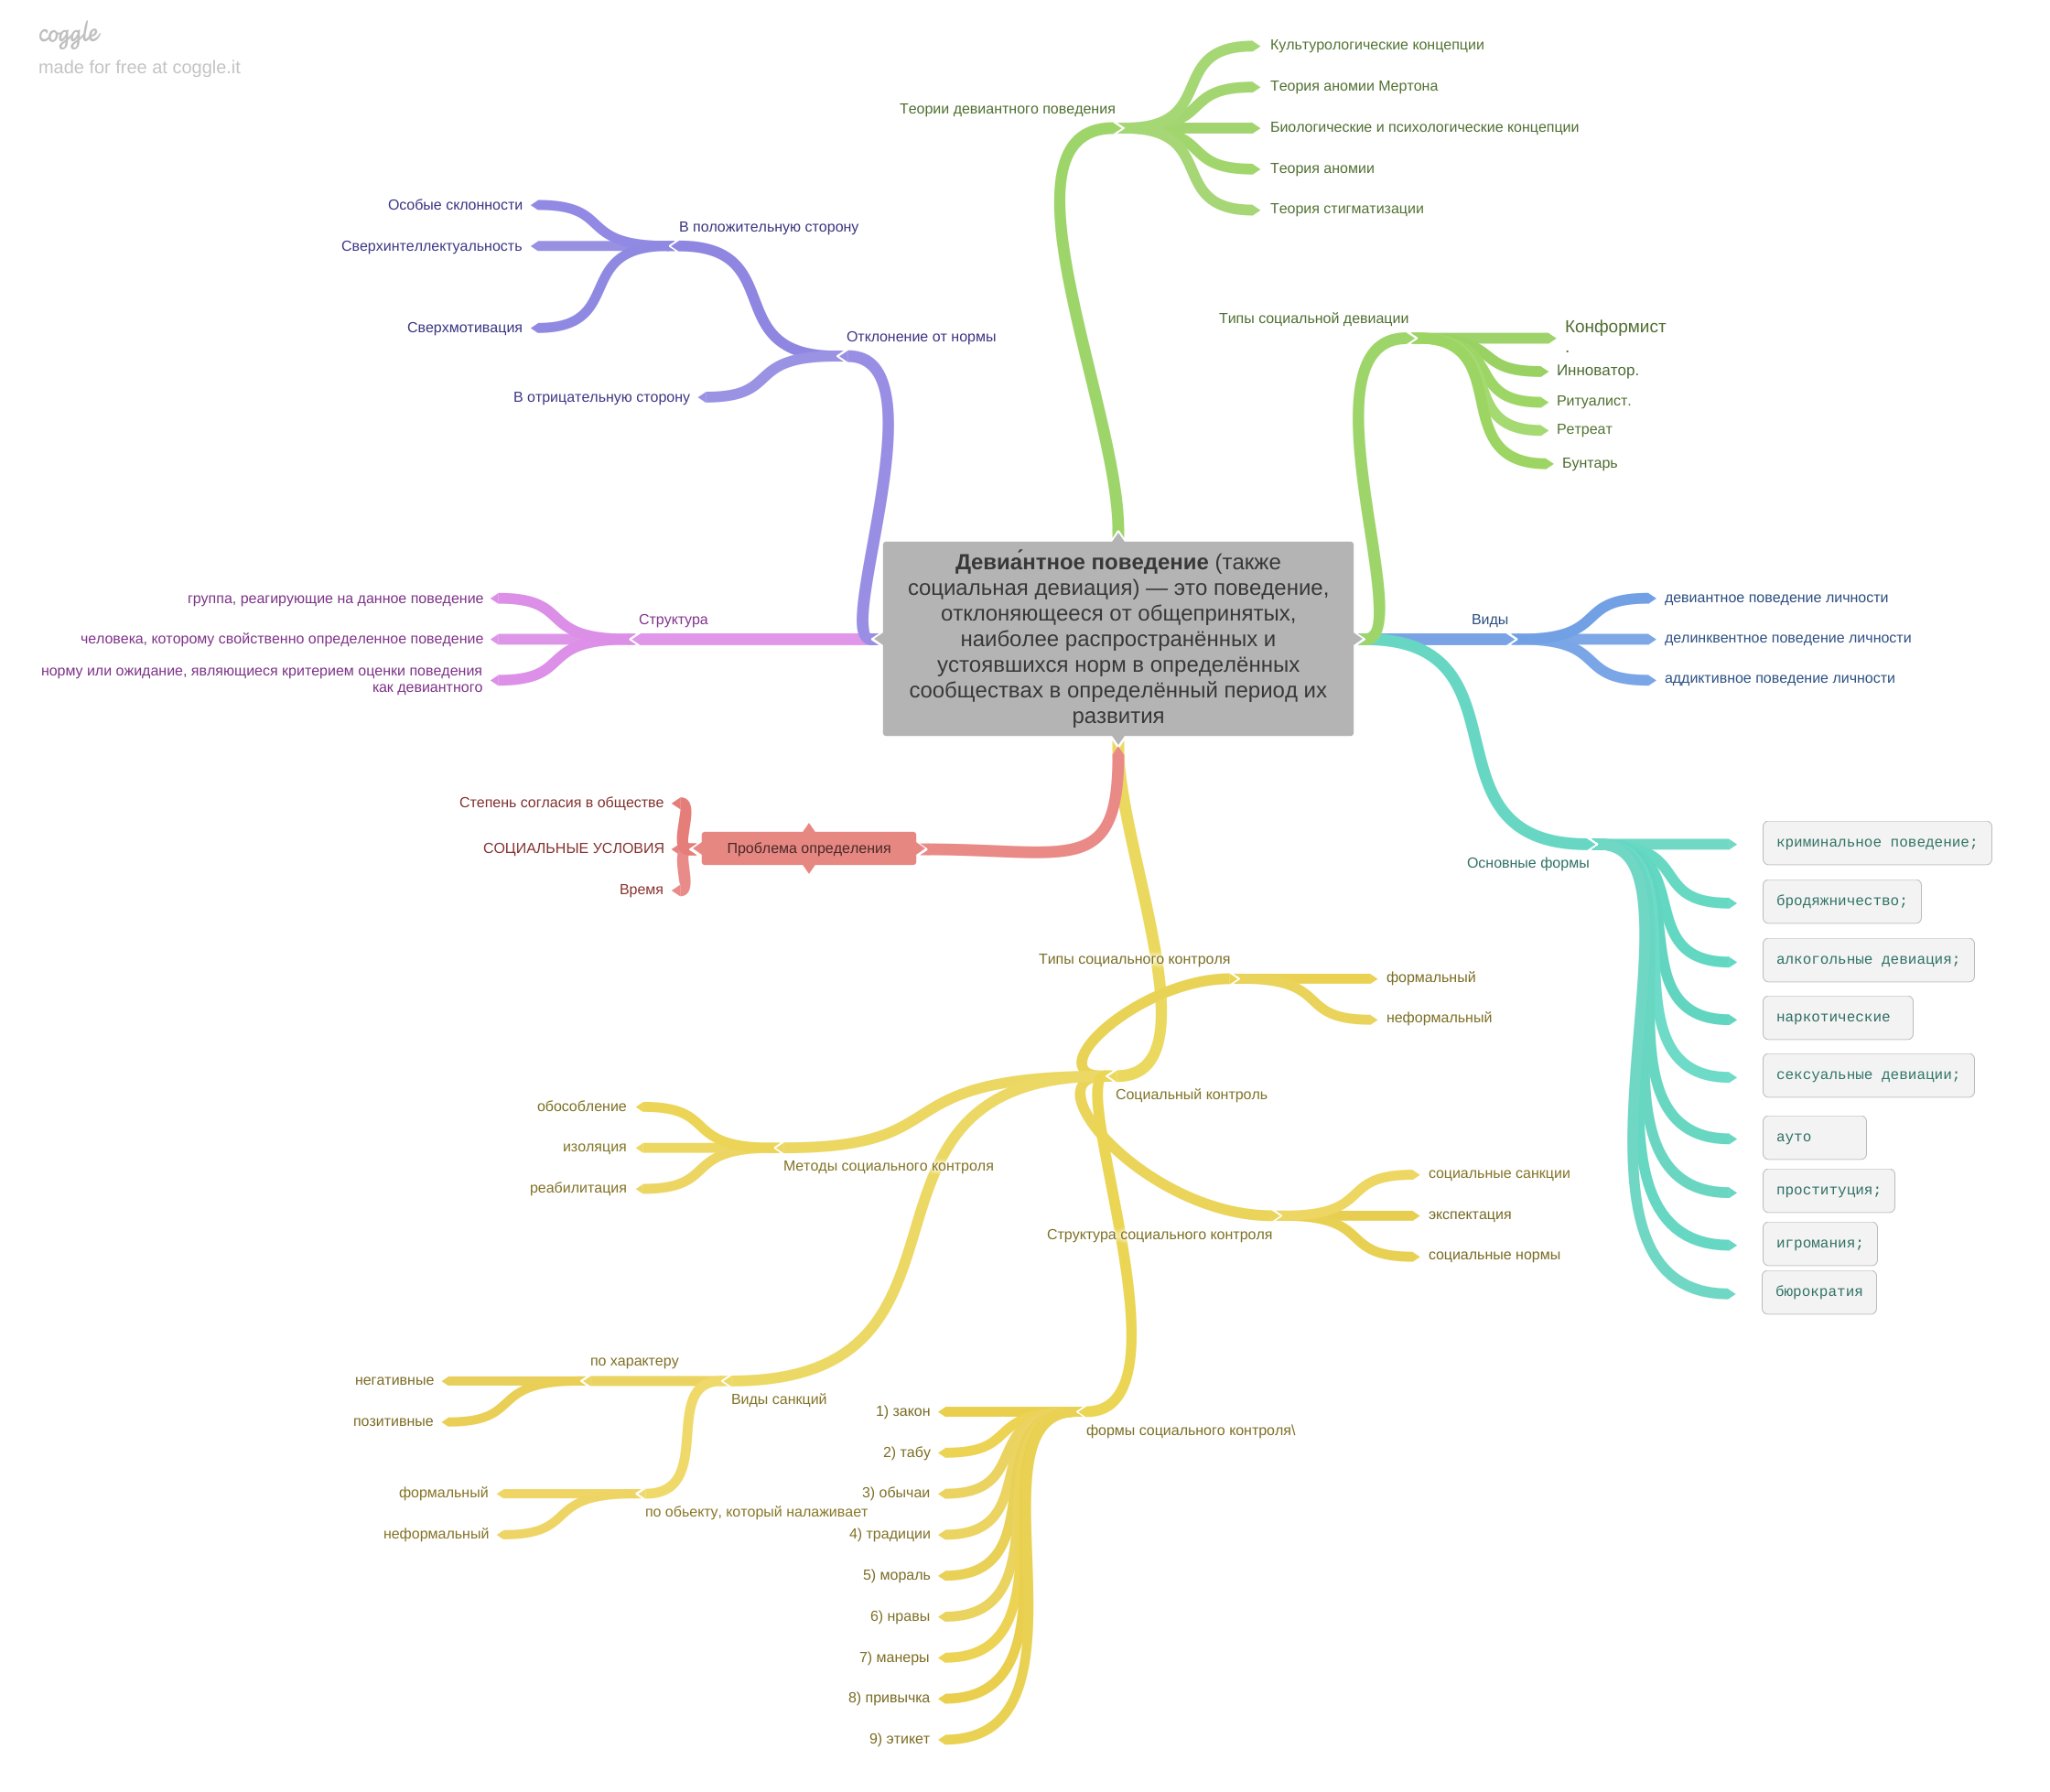 coggle
made for free at coggle.it
Теории девиантного поведения
Культурологические концепции
Теория аномии Мертона
Биологические и психологические концепции
Теория аномии
Теория стигматизации
Отклонение от нормы
В положительную сторону
Особые склонности
Сверхинтеллектуальность
Сверхмотивация
В отрицательную сторону
Типы социальной девиации
Конформист
.
Инноватор.
Ритуалист.
Ретреат
Бунтарь
Девиа́нтное поведение (также
социальная девиация) — это поведение,
отклоняющееся от общепринятых,
наиболее распространённых и
устоявшихся норм в определённых
сообществах в определённый период их
развития
Структура
группа, реагирующие на данное поведение
человека, которому свойственно определенное поведение
норму или ожидание, являющиеся критерием оценки поведения
как девиантного
Виды
девиантное поведение личности
делинквентное поведение личности
аддиктивное поведение личности
Проблема определения
Степень согласия в обществе
СОЦИАЛЬНЫЕ УСЛОВИЯ
Время
Основные формы
криминальное поведение;
бродяжничество;
алкогольные девиация;
наркотические
сексуальные девиации;
ауто
проституция;
игромания;
бюрократия
Социальный контроль
Типы социального контроля
формальный
неформальный
Методы социального контроля
обособление
изоляция
реабилитация
Структура социального контроля
социальные санкции
экспектация
социальные нормы
Виды санкций
по характеру
негативные
позитивные
по обьекту, который налаживает
формальный
неформальный
формы социального контроля\
1) закон
2) табу
3) обычаи
4) традиции
5) мораль
6) нравы
7) манеры
8) привычка
9) этикет